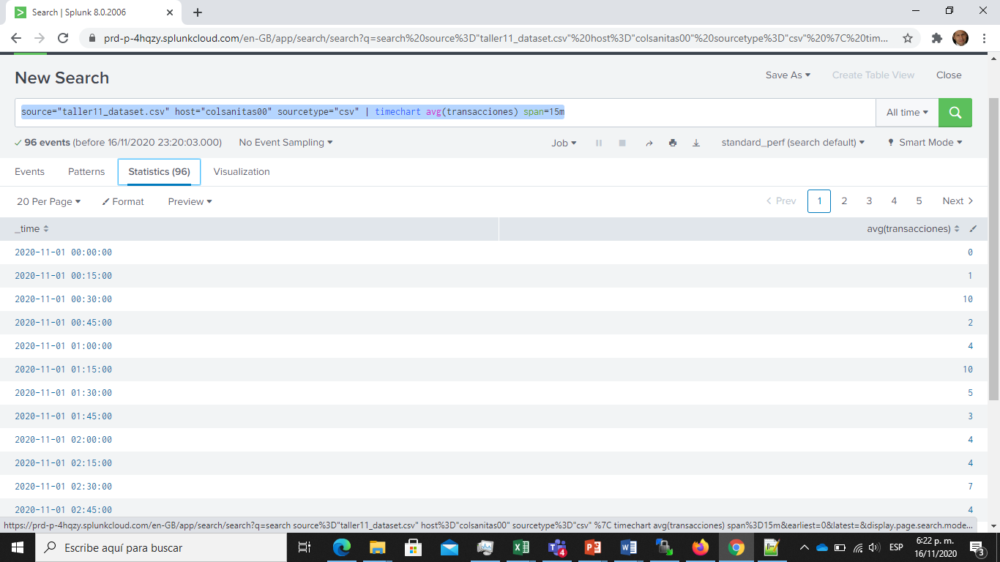 Search | Splunk 8.0.2006
prd-p-4hqzy.splunkcloud.com/en-GB/app/search/search?q=search%20source%3D"taller11_dataset.csv"%20host%3D"colsanitas00"%20sourcetype%3D"csv"%20%7C%20tim...
New Search
Save As
Create Table View
Close
source="taller11_dataset.csv" host="colsanitas00" sourcetype="csv" | timechart avg(transacciones) span=15m
All time
96 events (before 16/11/2020 23:20:03.000)
No Event Sampling
Job
standard_perf (search default)
Smart Mode
Events
Patterns
Statistics (96)
Visualization
20 Per Page
Format
Preview
Prev 1 2 3 4 5 Next
_time avg(transacciones)
2020-11-01 00:00:00 0
2020-11-01 00:15:00 1
2020-11-01 00:30:00 10
2020-11-01 00:45:00 2
2020-11-01 01:00:00 4
2020-11-01 01:15:00 10
2020-11-01 01:30:00 5
2020-11-01 01:45:00 3
2020-11-01 02:00:00 4
2020-11-01 02:15:00 4
2020-11-01 02:30:00 7
2020-11-01 02:45:00 4
https://prd-p-4hqzy.splunkcloud.com/en-GB/app/search/search?q=search source%3D"taller11_dataset.csv" host%3D"colsanitas00" sourcetype%3D"csv" %7C timechart avg(transacciones) span%3D15m&earliest=0&latest=&display.page.search.mode...
Escribe aquí para buscar
4
ESP
6:22 p. m.
16/11/2020
3